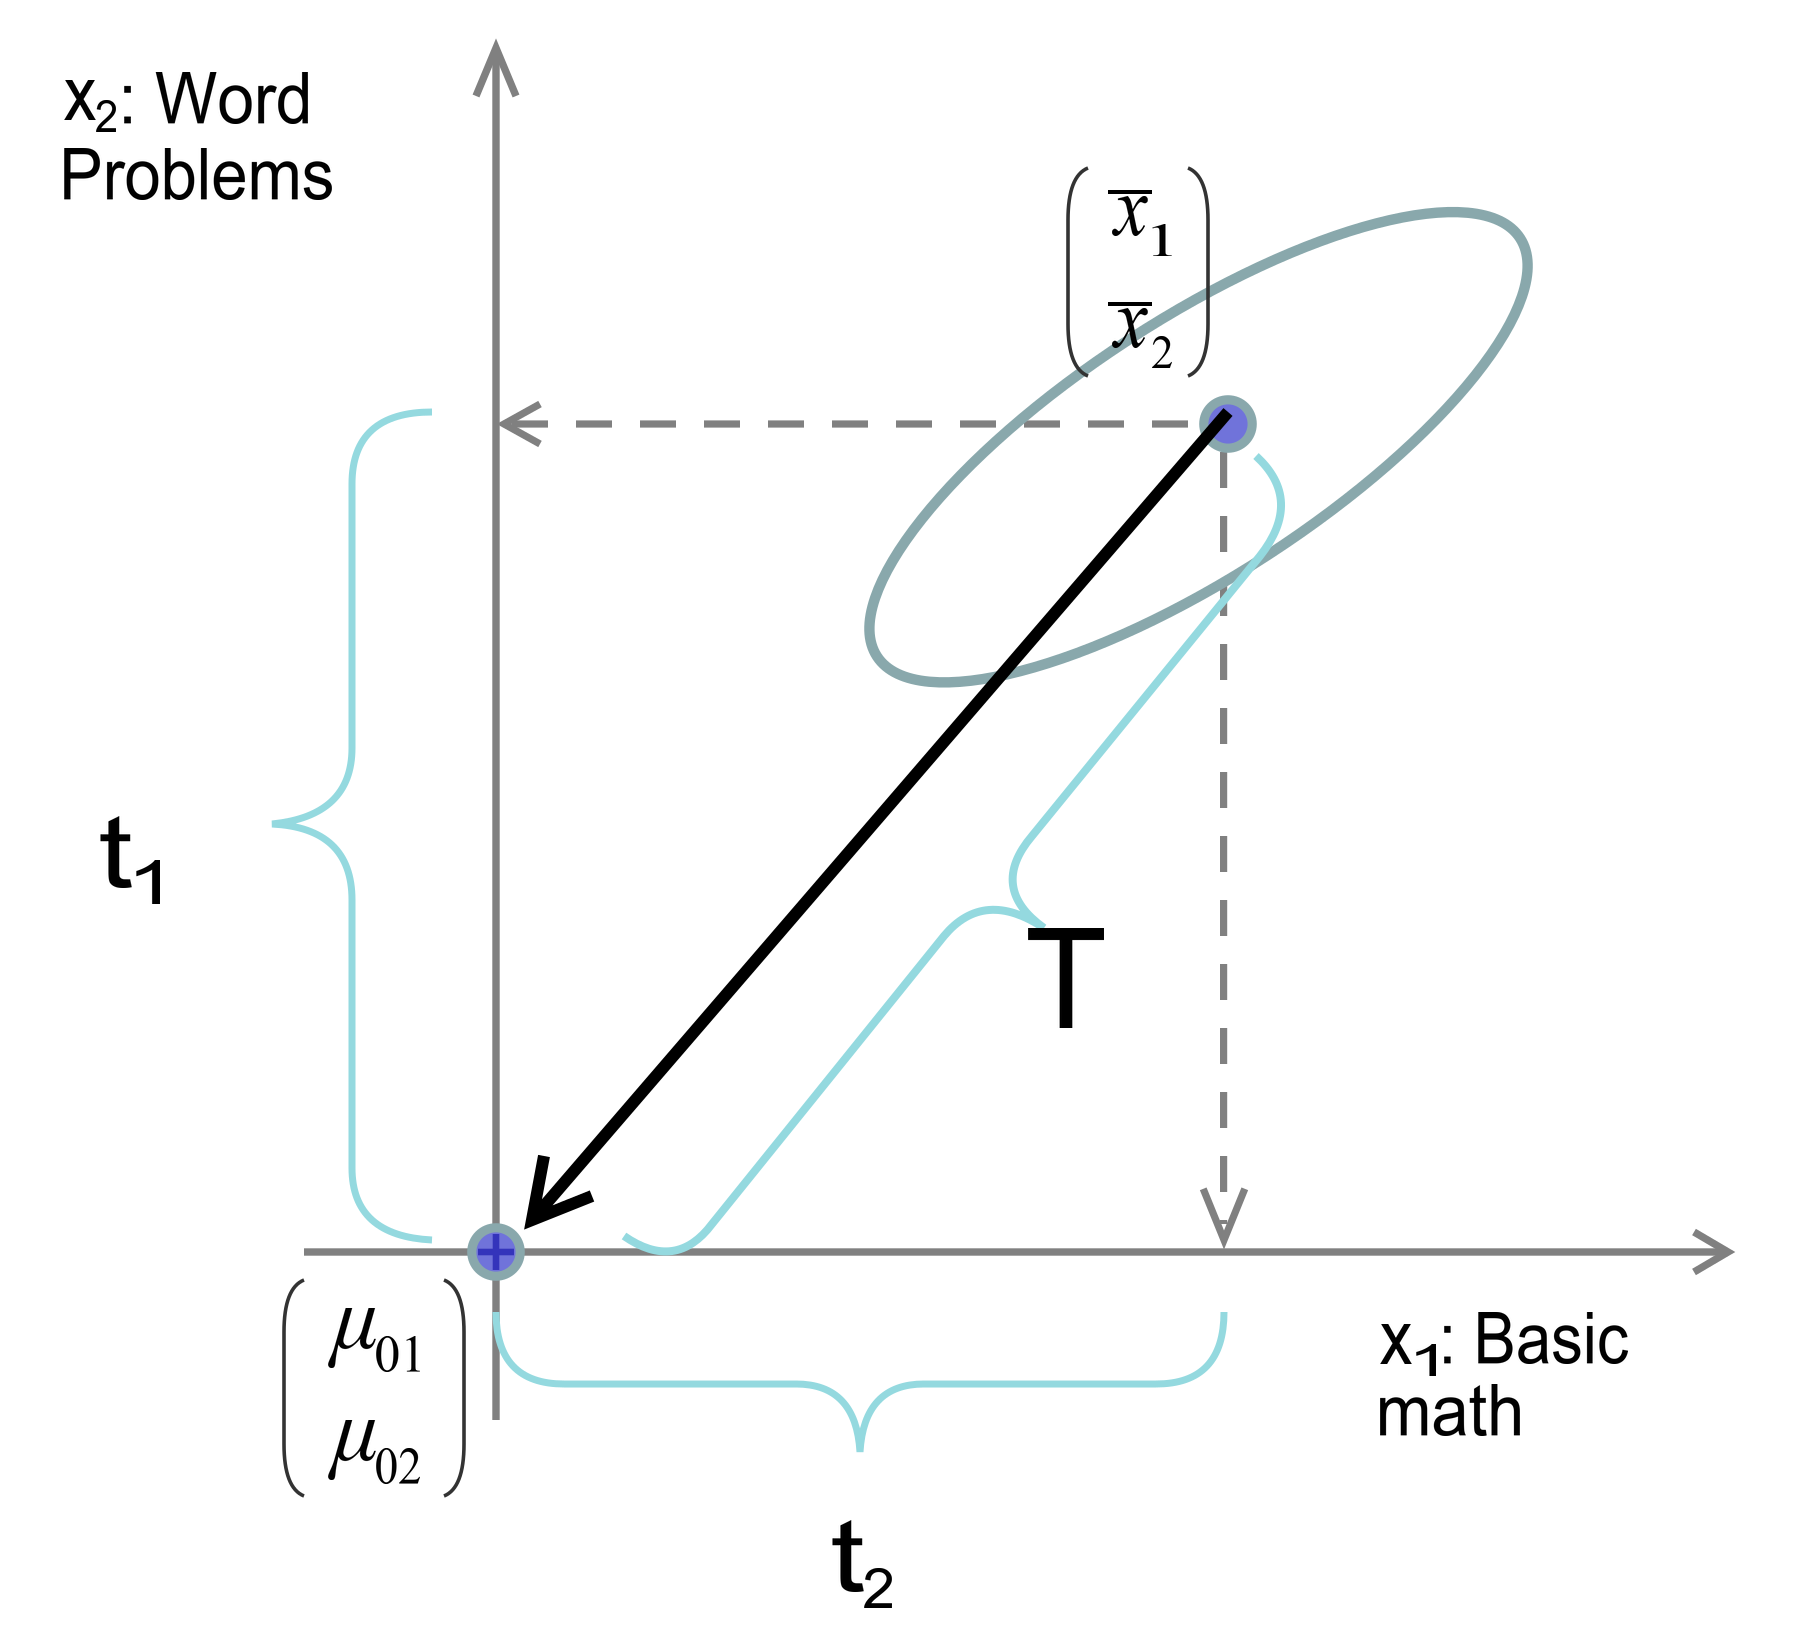 x₂: Word
Problems
x̅₁
x̅₂
t₁
T
μ₀₁
μ₀₂
x₁: Basic
math
t₂